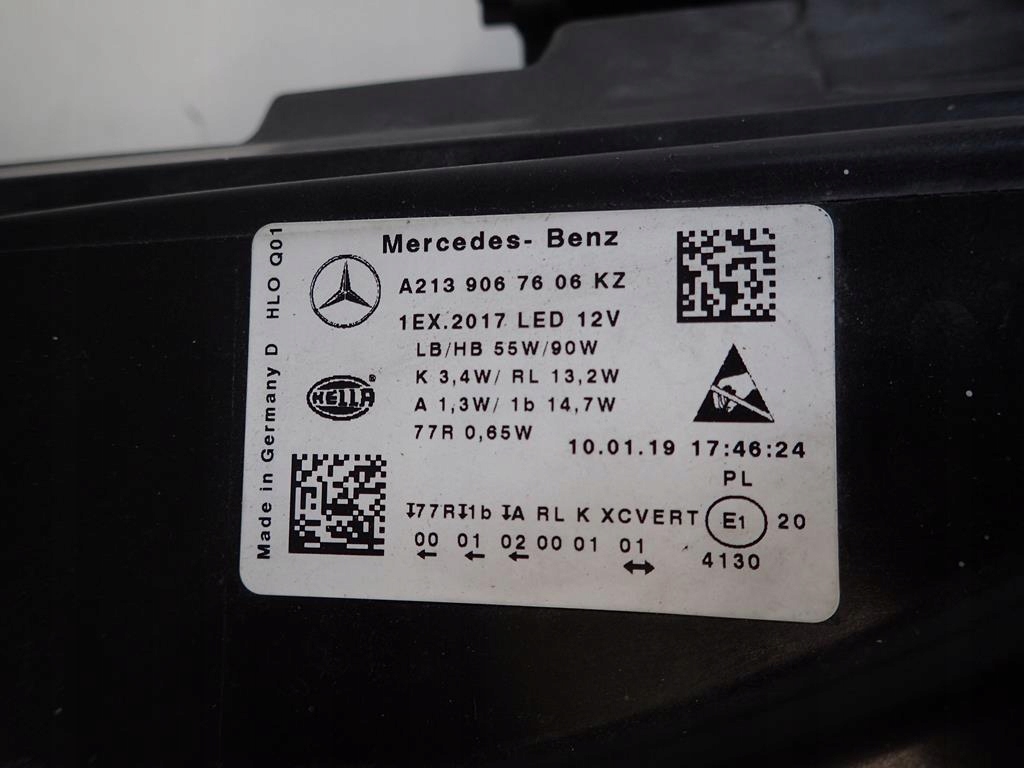 Mercedes- Benz
A213 906 76 06 KZ
1EX.2017 LED 12V
LB/HB 55W/90W
K 3,4W/ RL 13,2W
A 1,3W/ 1b 14,7W
77R 0,65W
10.01.19 17:46:24
HELLA ®
Made in Germany D HLO Q01
PL
77R 1b A RL K XCVERT E1 20
00 01 02 00 01 01
4130